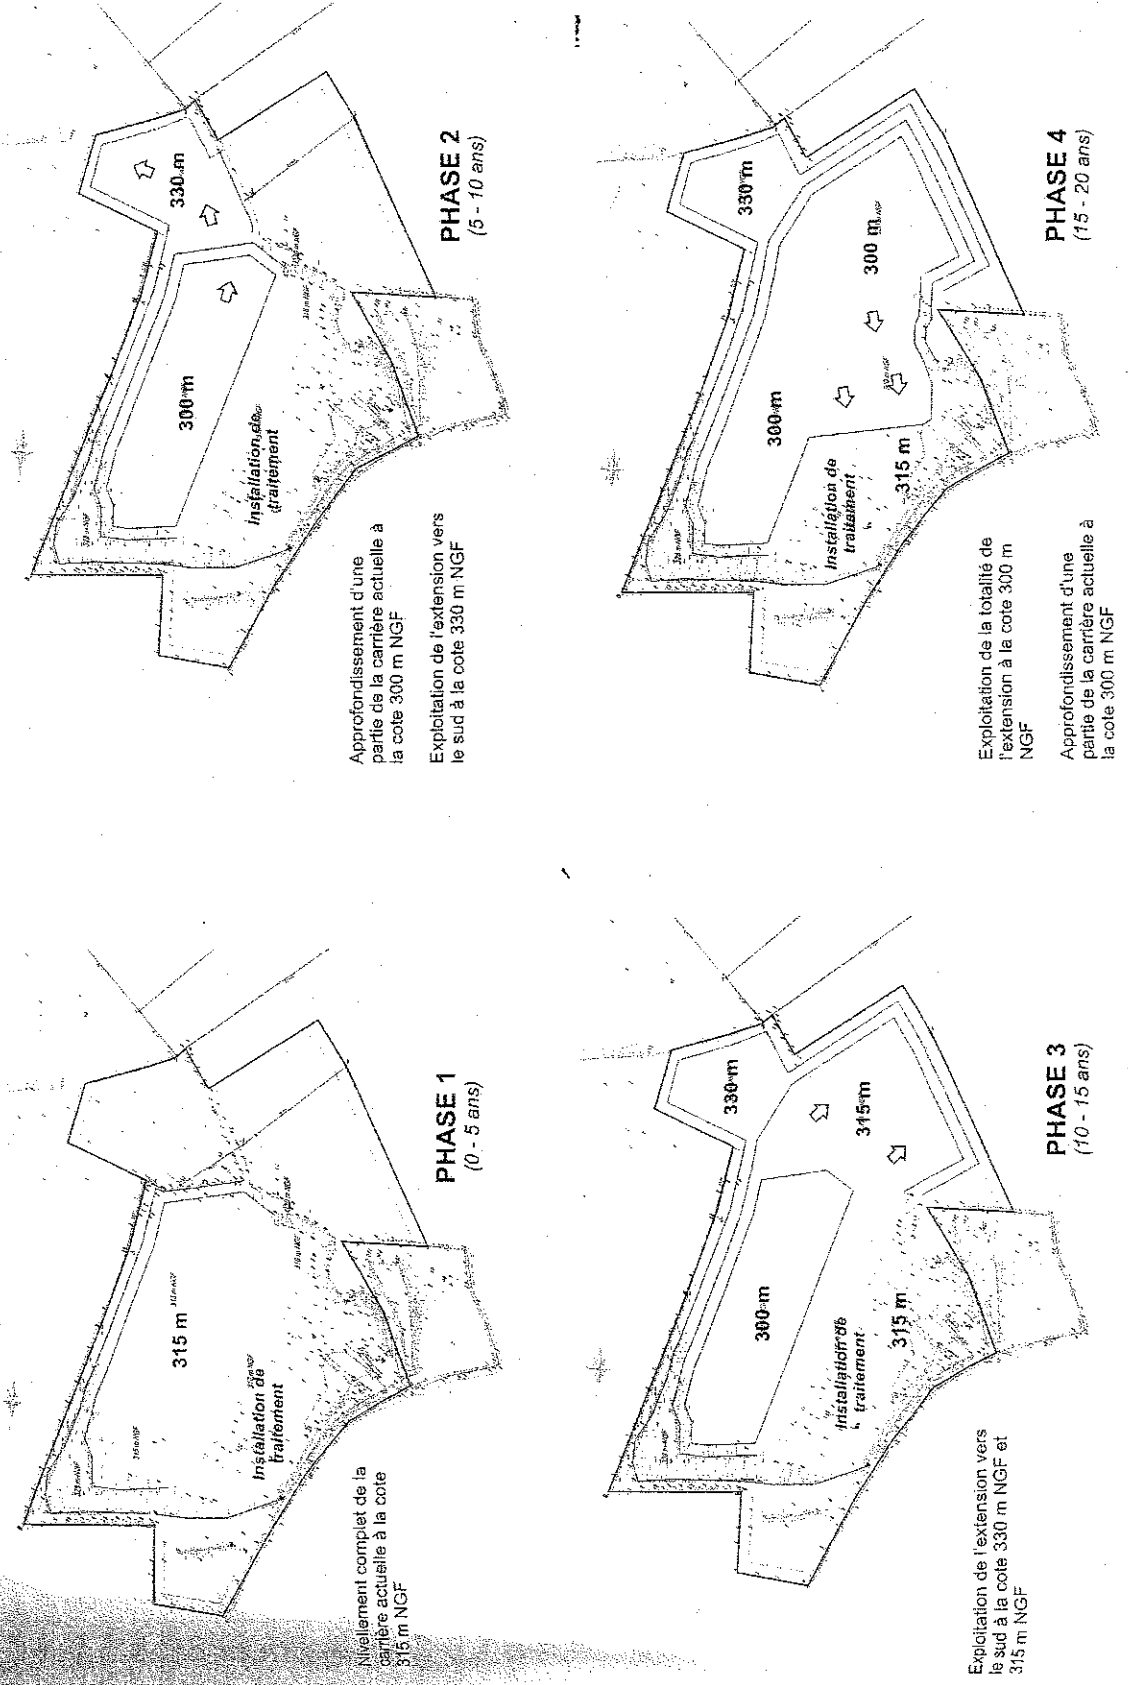 PHASE 1
(0 - 5 ans)
315 m
Installation de
traitement
Nivellement complet de la
carrière actuelle à la cote
315 m NGF
PHASE 2
(5 - 10 ans)
330 m
300 m
Installation de
traitement
Approfondissement d'une
partie de la carrière actuelle à
la cote 300 m NGF
Exploitation de l'extension vers
le sud à la cote 330 m NGF
PHASE 3
(10 - 15 ans)
330 m
315 m
300 m
315 m
Installation de
traitement
Exploitation de l'extension vers
le sud à la cote 330 m NGF et
315 m NGF
PHASE 4
(15 - 20 ans)
330 m
300 m
300 m
315 m
Installation de
traitement
Exploitation de la totalité de
l'extension à la cote 300 m
NGF
Approfondissement d'une
partie de la carrière actuelle à
la cote 300 m NGF